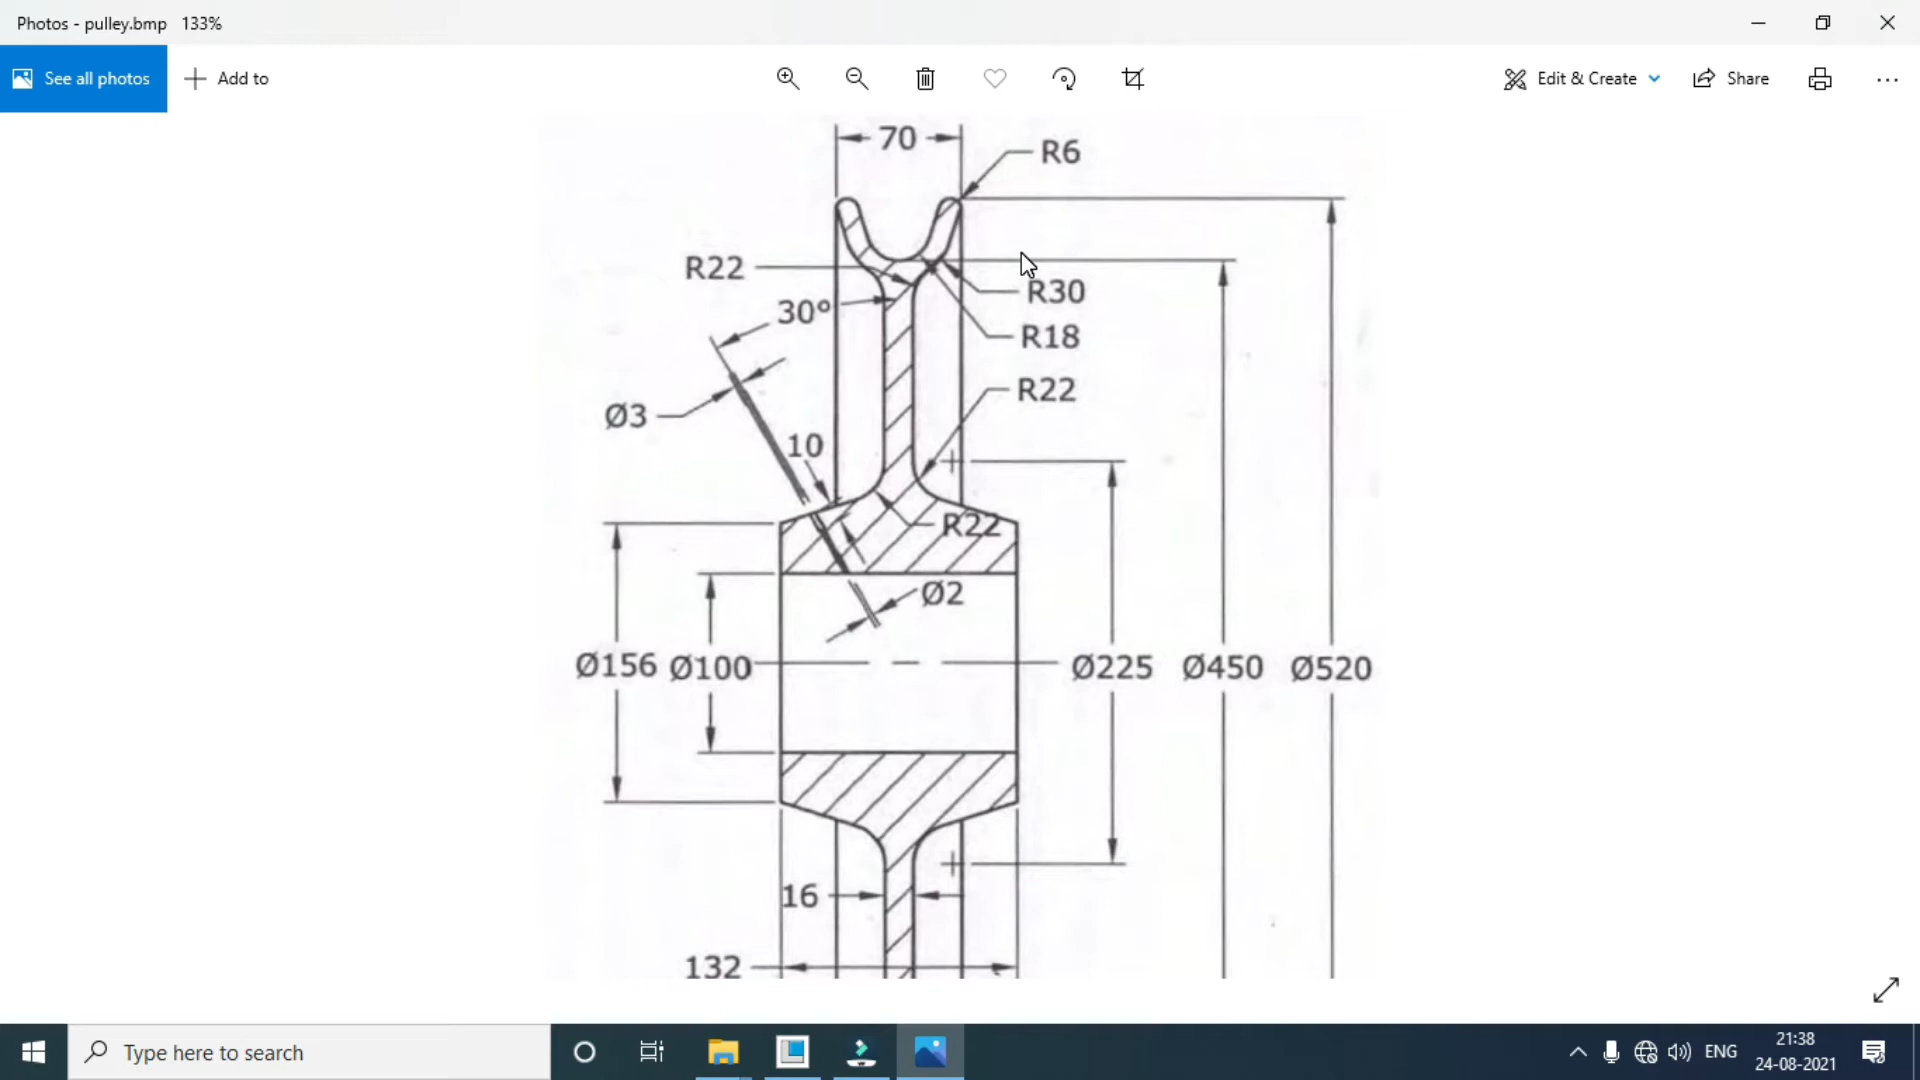 Photos - pulley.bmp 133%
See all photos
Add to
Edit & Create
Share
70
R6
R22
30°
R30
R18
Ø3
R22
10
R22
Ø2
Ø156 Ø100 Ø225 Ø450 Ø520
16
132
Type here to search
ENG
21:38
24-08-2021